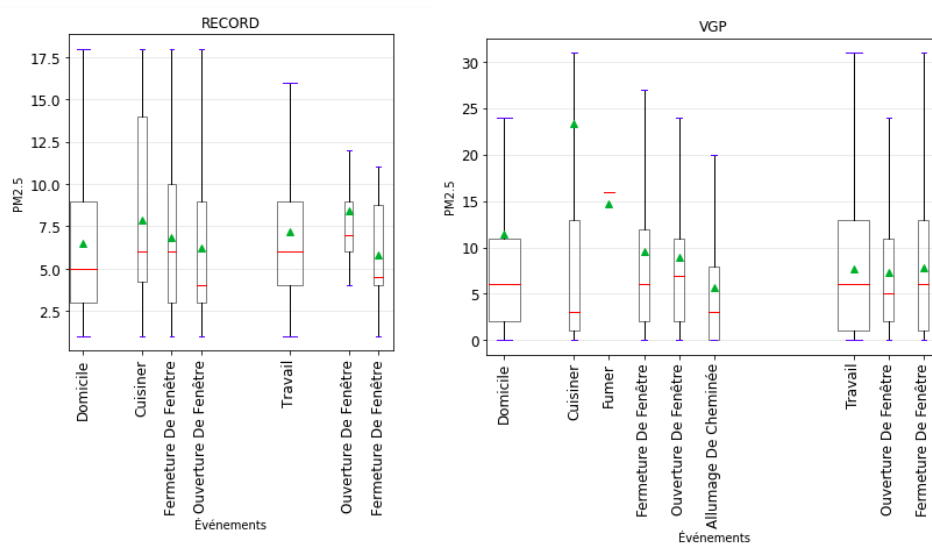 RECORD
PM2.5
17.5
15.0
12.5
10.0
7.5
5.0
2.5
Domicile
Cuisiner
Fermeture De Fenêtre
Ouverture De Fenêtre
Travail
Ouverture De Fenêtre
Fermeture De Fenêtre
Événements
VGP
PM2.5
30
25
20
15
10
5
0
Domicile
Cuisiner
Fumer
Fermeture De Fenêtre
Ouverture De Fenêtre
Allumage De Cheminée
Travail
Ouverture De Fenêtre
Fermeture De Fenêtre
Événements